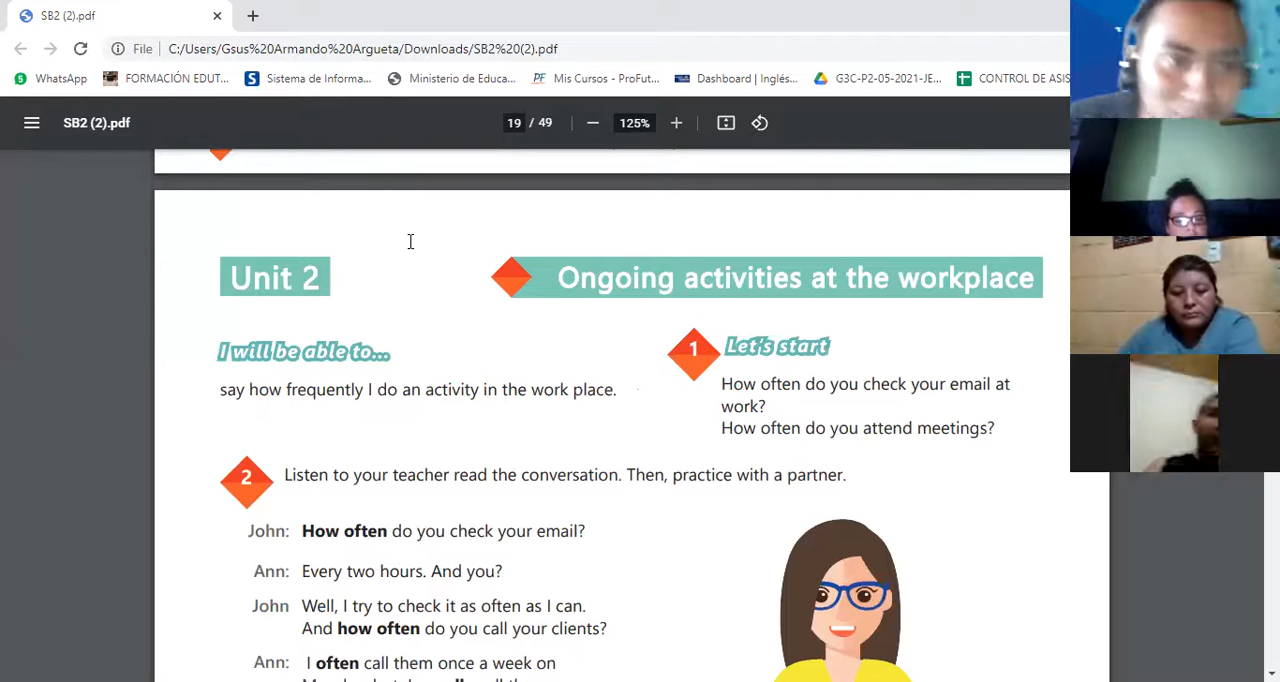 SB2 (2).pdf
File C:/Users/Gsus%20Armando%20Argueta/Downloads/SB2%20(2).pdf
5 WhatsApp FORMACIÓN EDUT... S Sistema de Informa... Ministerio de Educa... PF Mis Cursos - ProFut... Dashboard | Inglés,... G3C-P2-05-2021-JE... CONTROL DE ASIS
SB2 (2).pdf 19 / 49 125%
Unit 2 Ongoing activities at the workplace
I will be able to...
say how frequently I do an activity in the work place.
1 Let's start
How often do you check your email at
work?
How often do you attend meetings?
2 Listen to your teacher read the conversation. Then, practice with a partner.
John: How often do you check your email?
Ann: Every two hours. And you?
John Well, I try to check it as often as I can.
And how often do you call your clients?
Ann: I often call them once a week on